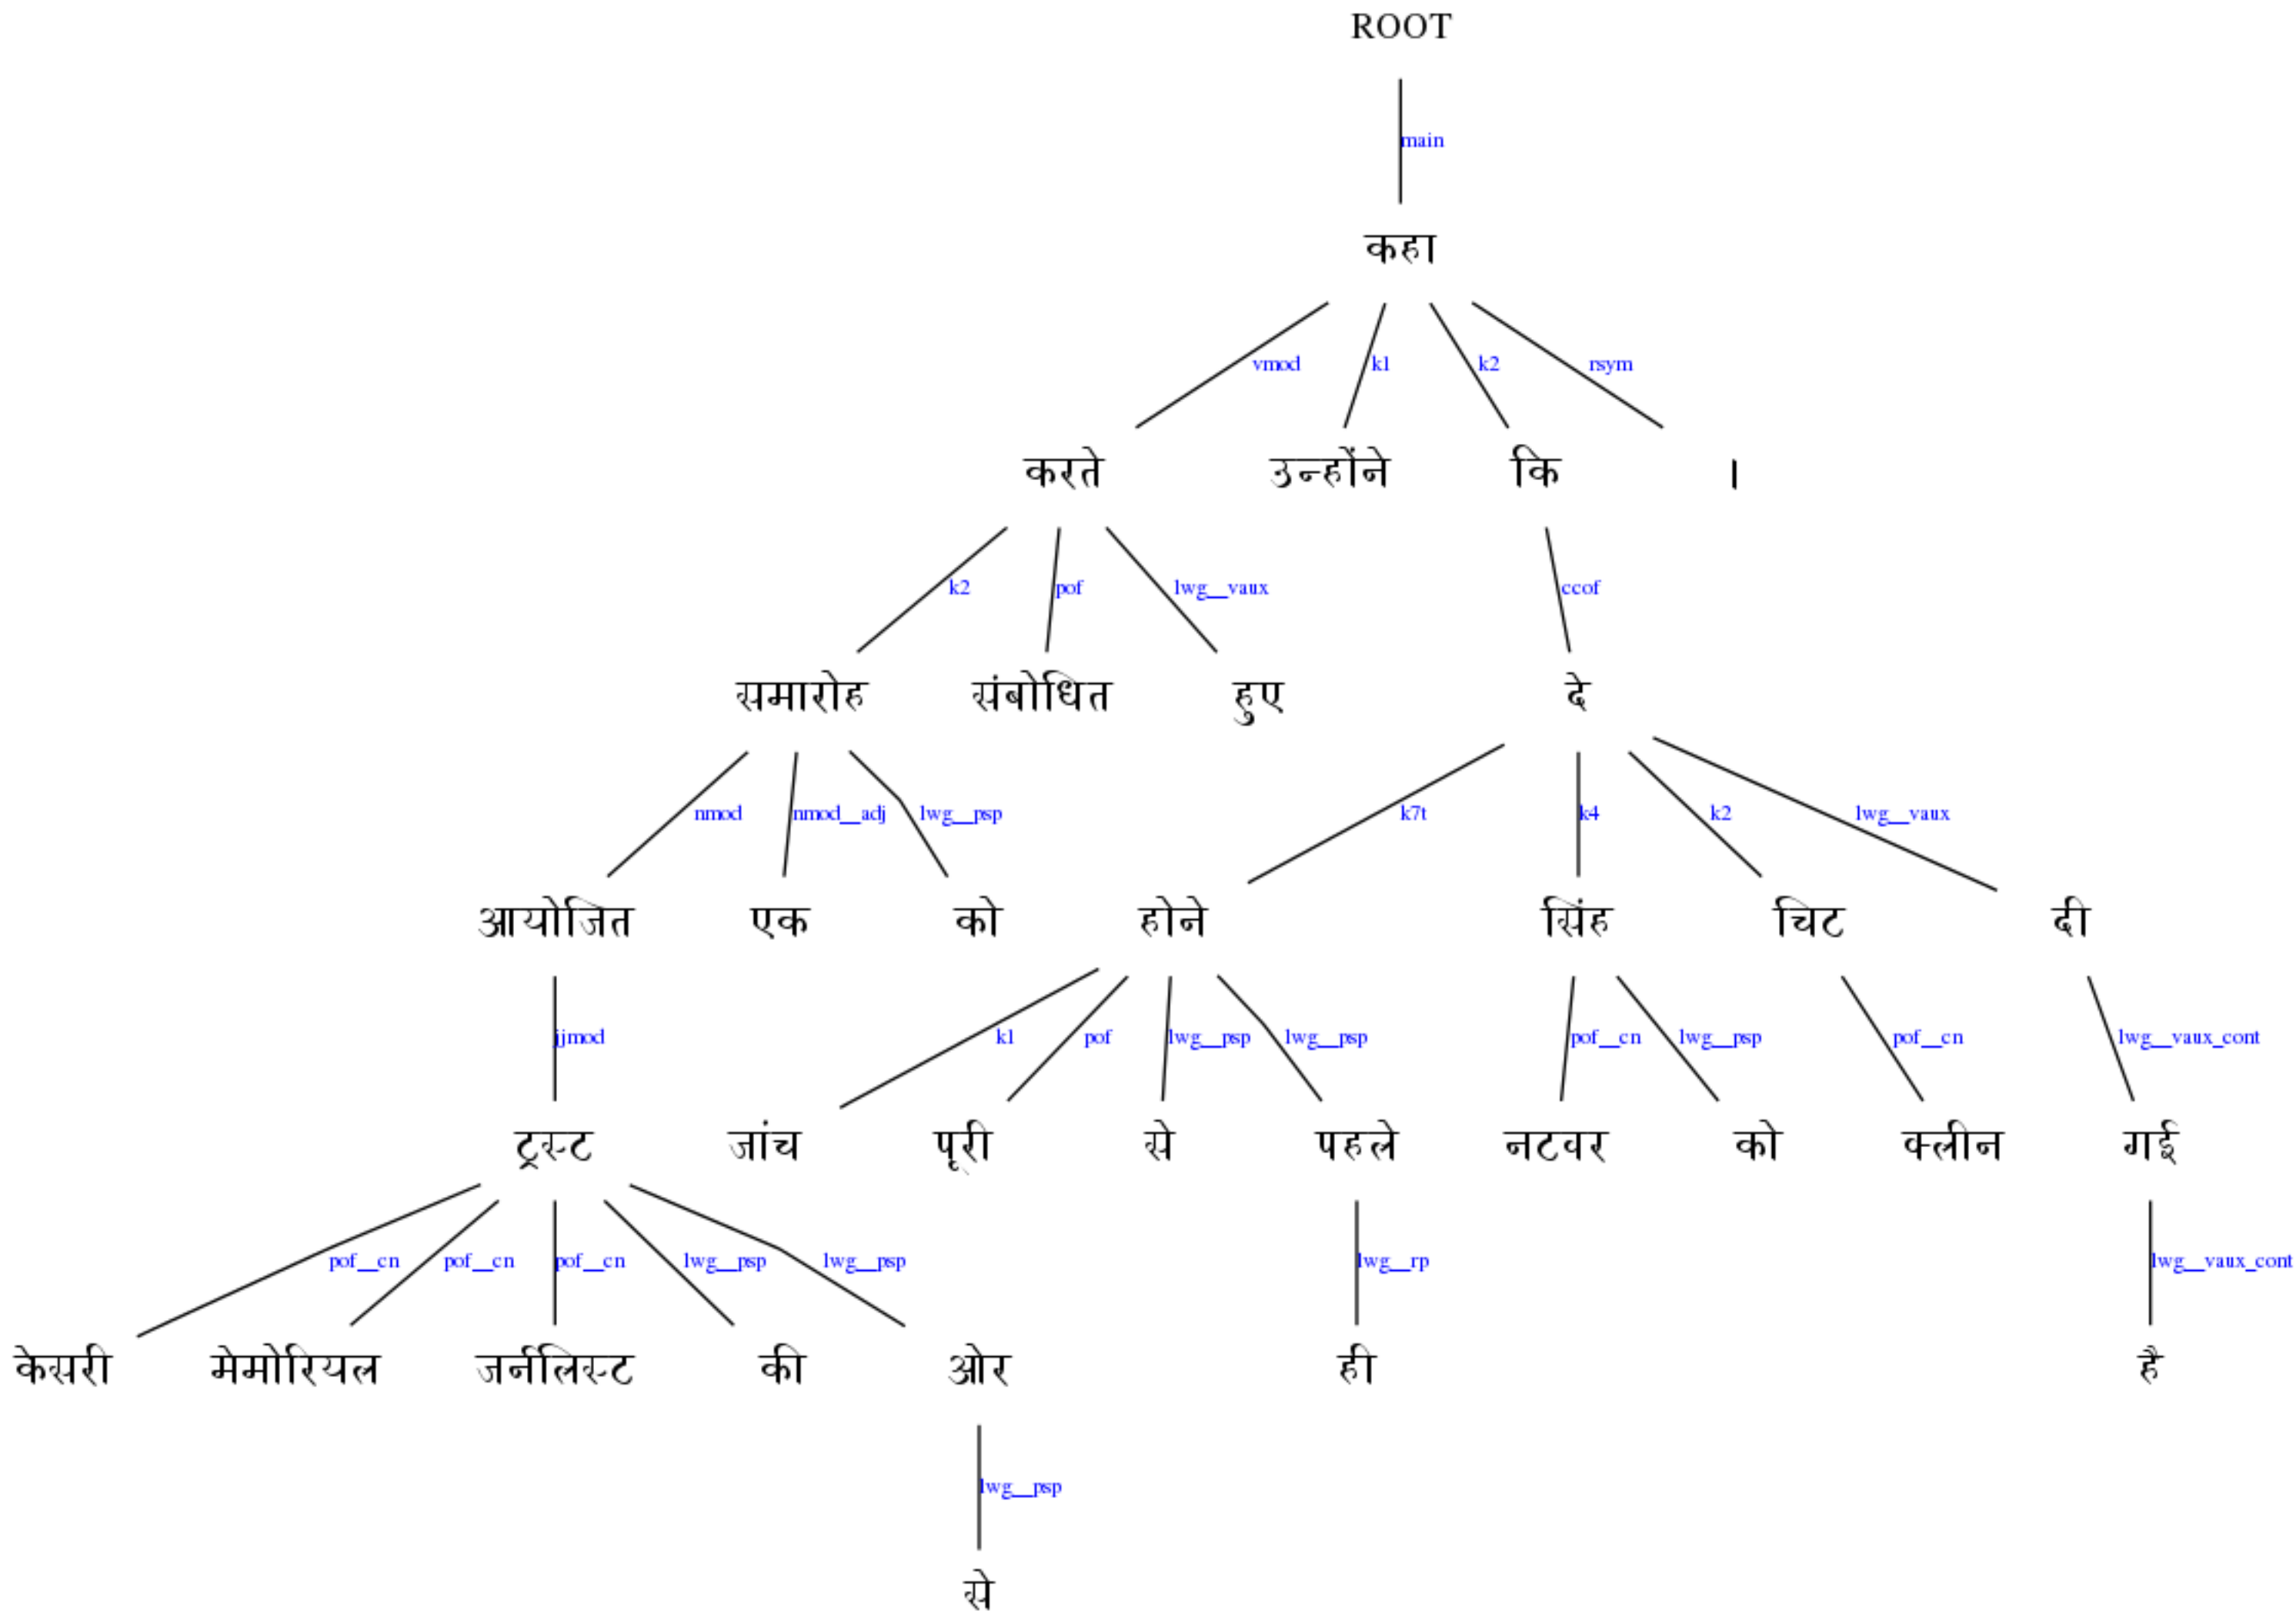 ROOT
main
कहा
vmod k1 k2 rsym
करते उन्होंने कि ।
k2 pof lwg__vaux ccof
समारोह संबोधित हुए दे
nmod nmod__adj lwg__psp k7t k4 k2 lwg__vaux
आयोजित एक को होने सिंह चिट दी
jjmod k1 pof lwg__psp lwg__psp pof__cn lwg__psp pof__cn lwg__vaux_cont
ट्रस्ट जांच पूरी से पहले नटवर को क्लीन गई
pof__cn pof__cn pof__cn lwg__psp lwg__psp lwg__rp lwg__vaux_cont
केसरी मेमोरियल जर्नलिस्ट की ओर ही है
lwg__psp
से